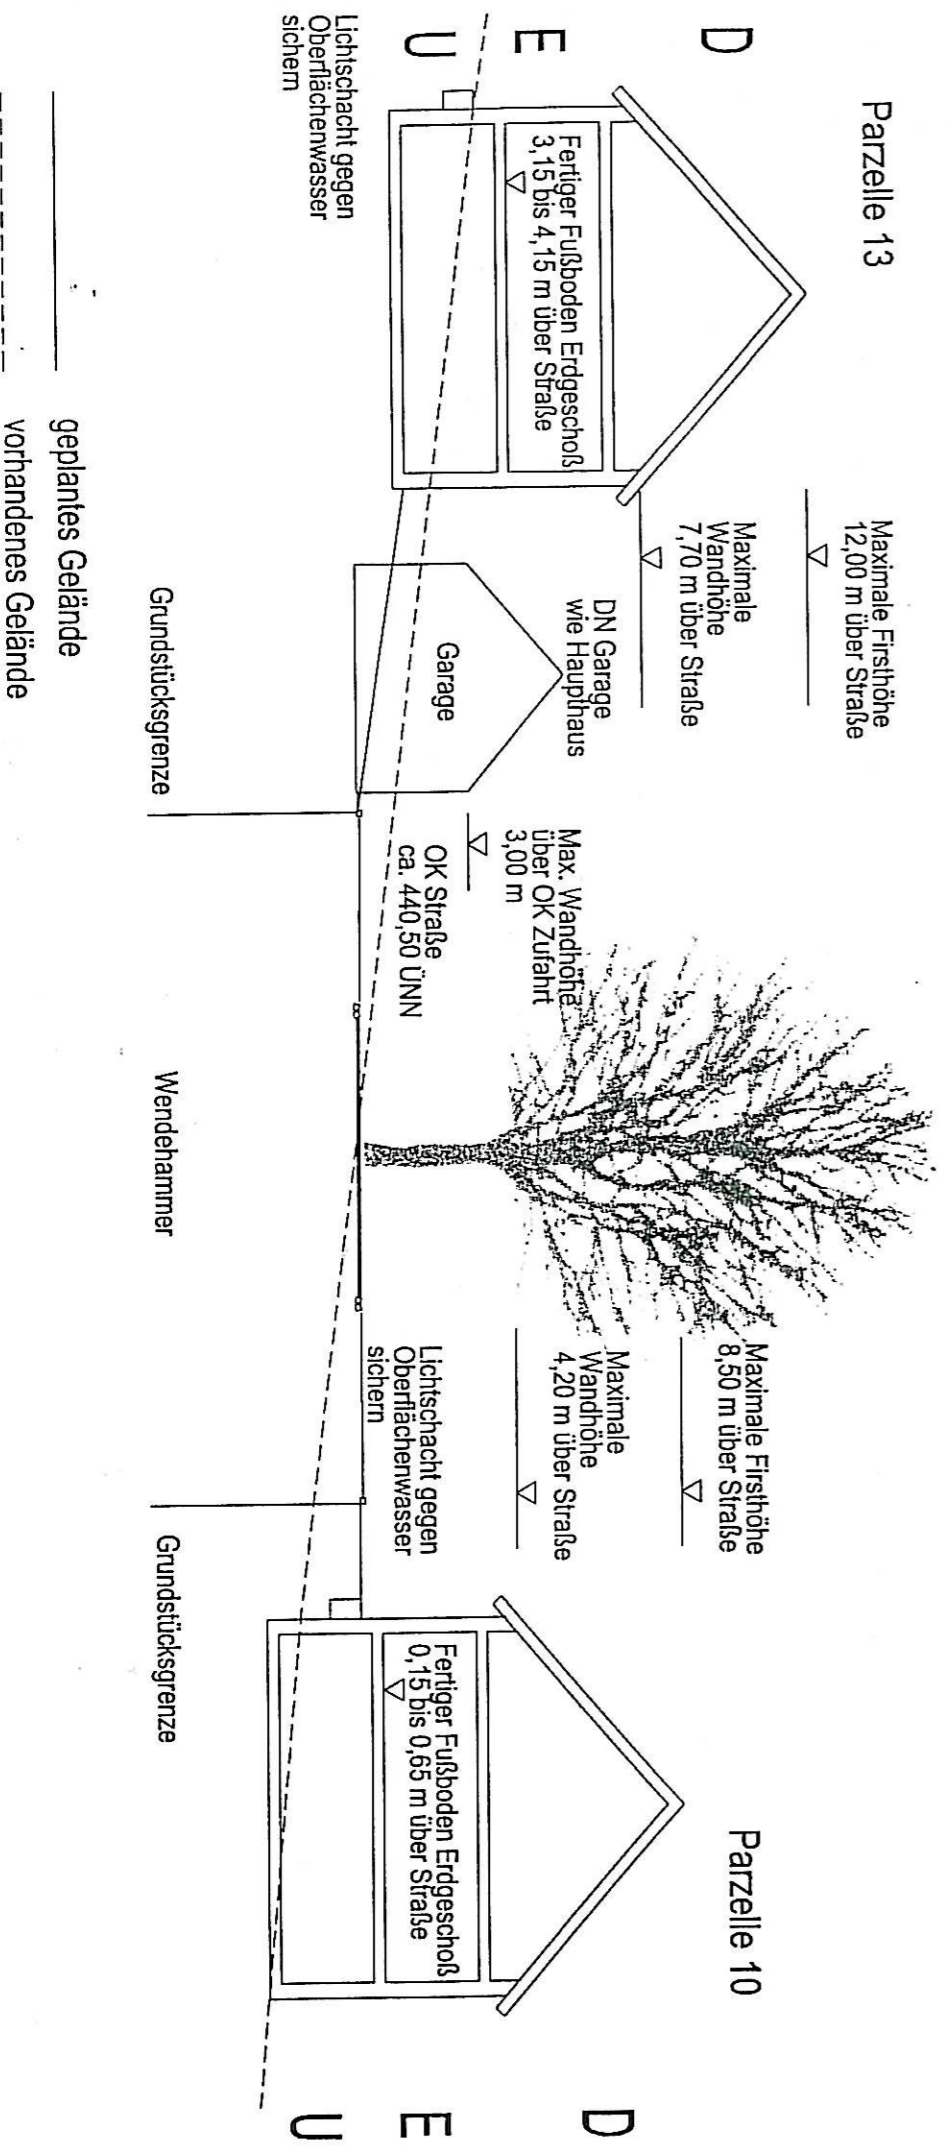 Parzelle 13
D
E
U
Lichtschacht gegen
Oberflächenwasser
sichern
Fertiger Fußboden Erdgeschoß
3,15 bis 4,15 m über Straße
Maximale Firsthöhe
12,00 m über Straße
Maximale
Wandhöhe
7,70 m über Straße
DN Garage
wie Haupthaus
Garage
Max. Wandhöhe
über OK Zufahrt
3,00 m
OK Straße
ca. 440,50 ÜNN
Grundstücksgrenze
Wendehammer
Maximale Firsthöhe
8,50 m über Straße
Maximale
Wandhöhe
4,20 m über Straße
Lichtschacht gegen
Oberflächenwasser
sichern
Grundstücksgrenze
Parzelle 10
Fertiger Fußboden Erdgeschoß
0,15 bis 0,65 m über Straße
D
E
U
geplantes Gelände
vorhandenes Gelände